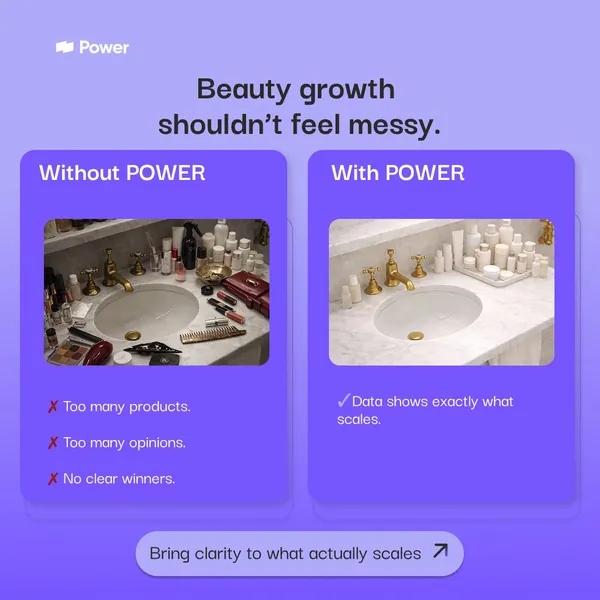 Power
Beauty growth
shouldn't feel messy.
Without POWER
✗ Too many products.
✗ Too many opinions.
✗ No clear winners.
With POWER
✓Data shows exactly what
scales.
Bring clarity to what actually scales